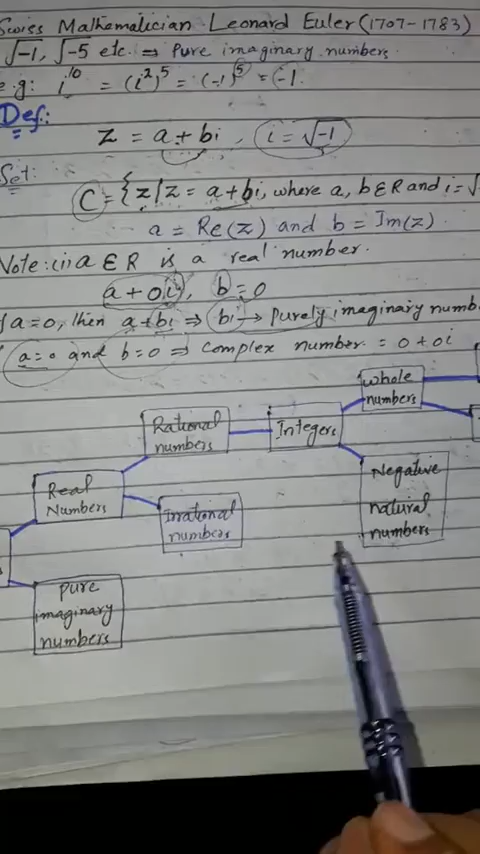 Swiss Mathematician Leonard Euler (1707-1783)
√-1, √-5 etc. ⇒ Pure imaginary numbers.
e.g: i¹⁰ = (i²)⁵ = (-1)⁵ = -1.
Def:
z = a + bi, i = √-1
Set:
C = {z/z = a + bi, where a, b ∈ R and i = √
a = Re(z) and b = Im(z)
Note: (i) a ∈ R is a real number.
a + 0i, b = 0
f a = 0, then a + bi ⇒ bi → purely imaginary numb
a = 0 and b = 0 ⇒ complex number = 0 + 0i
whole
numbers
Rational
numbers
Integers
Negative
natural
numbers
Real
Numbers
Irrational
numbers
Pure
imaginary
numbers